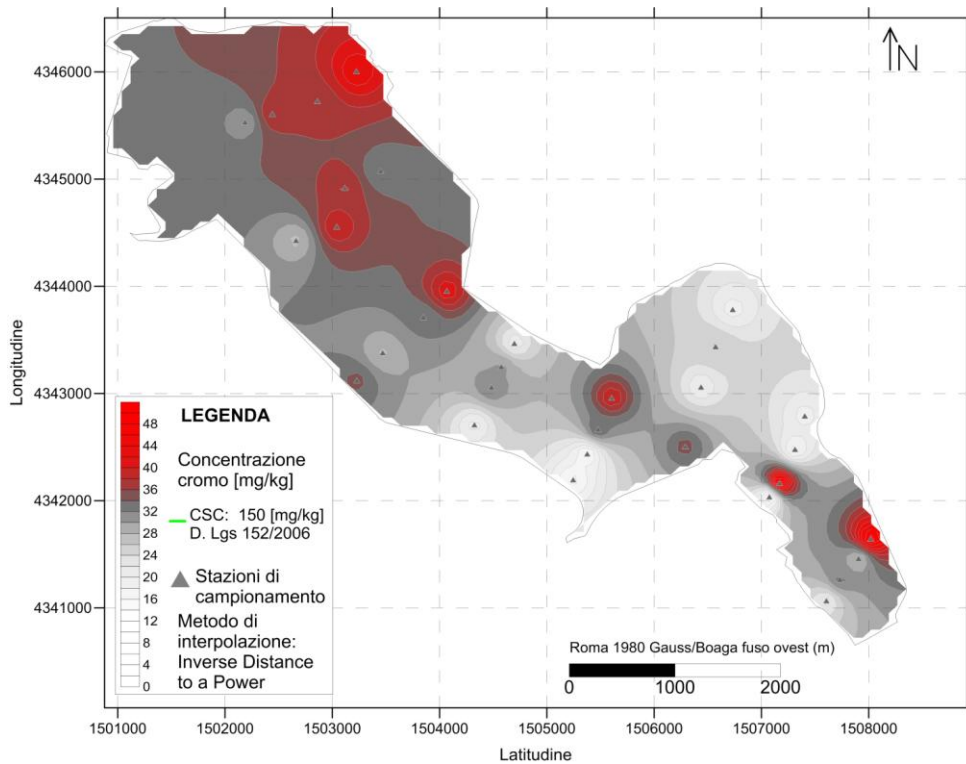 4346000
4345000
4344000
4343000
4342000
4341000
Longitudine
N
LEGENDA
Concentrazione
cromo [mg/kg]
CSC: 150 [mg/kg]
D. Lgs 152/2006
Stazioni di
campionamento
Metodo di
interpolazione:
Inverse Distance
to a Power
48
44
40
36
32
28
24
20
16
12
8
4
0
Roma 1980 Gauss/Boaga fuso ovest (m)
0 1000 2000
1501000 1502000 1503000 1504000 1505000 1506000 1507000 1508000
Latitudine